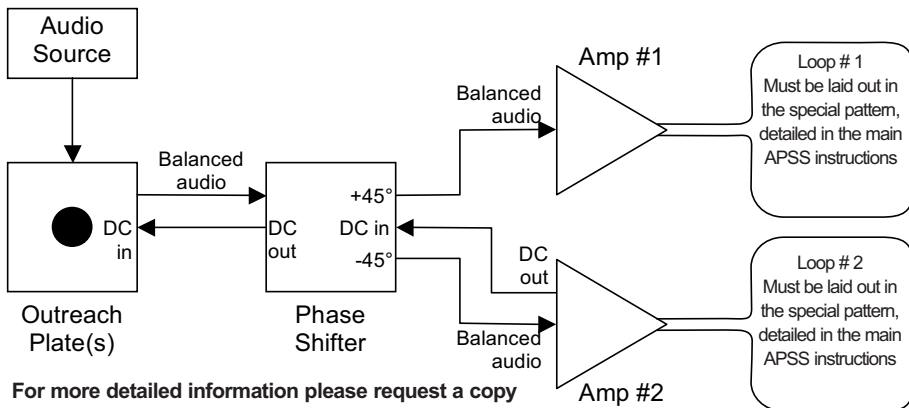 Audio
Source
Balanced
audio
DC
in
Outreach
Plate(s)
+45°
DC in
-45°
DC
out
Phase
Shifter
Balanced
audio
DC
out
Balanced
audio
Amp #1
Amp #2
Loop # 1
Must be laid out in
the special pattern,
detailed in the main
APSS instructions
Loop # 2
Must be laid out in
the special pattern,
detailed in the main
APSS instructions
For more detailed information please request a copy